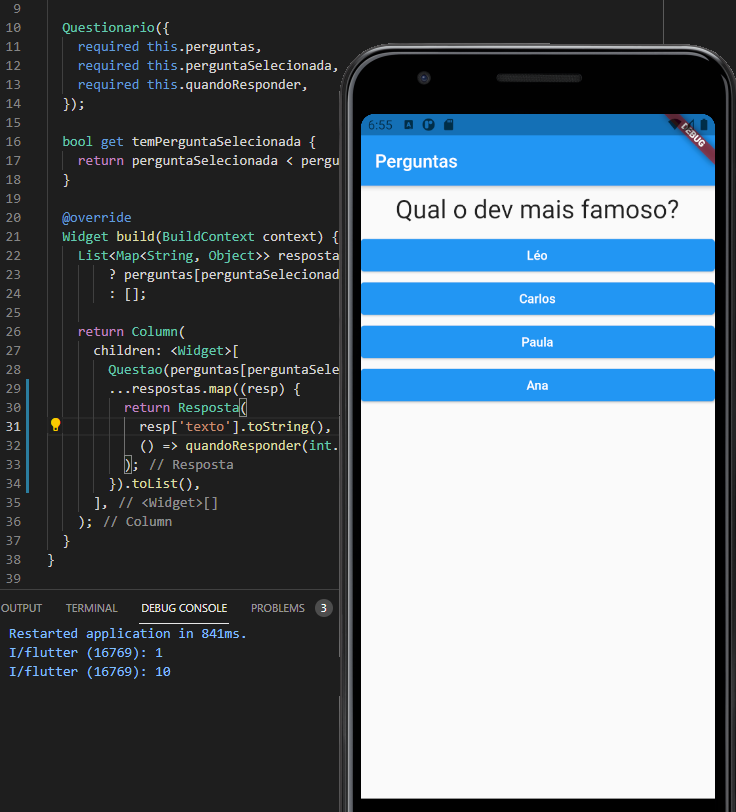 9
10 Questionario({
11 required this.perguntas,
12 required this.perguntaSelecionada,
13 required this.quandoResponder,
14 });
15
16 bool get temPerguntaSelecionada {
17 return perguntaSelecionada < pergu
18 }
19
20 @override
21 Widget build(BuildContext context) {
22 List<Map<String, Object>> resposta
23 ? perguntas[perguntaSelecionad
24 : [];
25
26 return Column(
27 children: <Widget>[
28 Questao(perguntas[perguntaSele
29 ...respostas.map((resp) {
30 return Resposta(
31 resp['texto'].toString(),
32 () => quandoResponder(int.
33 ); // Resposta
34 }).toList(),
35 ], // <Widget>[]
36 ); // Column
37 }
38 }
39
OUTPUT TERMINAL DEBUG CONSOLE PROBLEMS 3
Restarted application in 841ms.
I/flutter (16769): 1
I/flutter (16769): 10
6:55
DEBUG
Perguntas
Qual o dev mais famoso?
Léo
Carlos
Paula
Ana